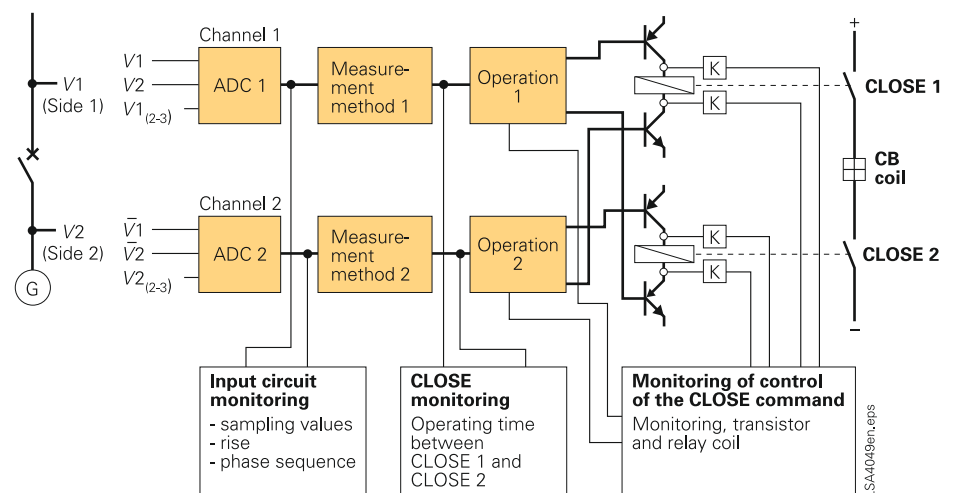 V1
(Side 1)
V2
(Side 2)
G
Channel 1
V1
V2
V1(2-3)
ADC 1
Measure-
ment
method 1
Operation
1
K
K
+
CLOSE 1
CB
coil
Channel 2
V̅1
V̅2
V2(2-3)
ADC 2
Measure-
ment
method 2
Operation
2
K
K
CLOSE 2
–
Input circuit
monitoring
- sampling values
- rise
- phase sequence
CLOSE
monitoring
Operating time
between
CLOSE 1 and
CLOSE 2
Monitoring of control
of the CLOSE command
Monitoring, transistor
and relay coil
SA4049en.eps